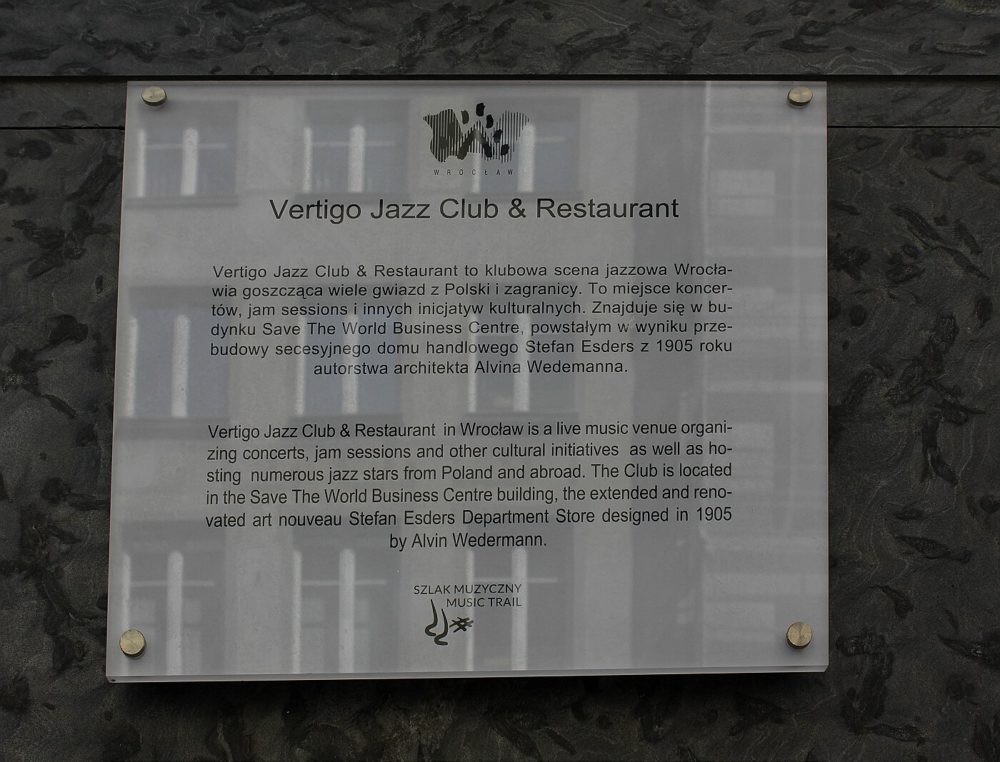 WROCŁAW
Vertigo Jazz Club & Restaurant
Vertigo Jazz Club & Restaurant to klubowa scena jazzowa Wrocła-
wia goszcząca wiele gwiazd z Polski i zagranicy. To miejsce koncer-
tów, jam sessions i innych inicjatyw kulturalnych. Znajduje się w bu-
dynku Save The World Business Centre, powstałym w wyniku prze-
budowy secesyjnego domu handlowego Stefan Esders z 1905 roku
autorstwa architekta Alvina Wedemanna.
Vertigo Jazz Club & Restaurant in Wrocław is a live music venue organi-
zing concerts, jam sessions and other cultural initiatives as well as ho-
sting numerous jazz stars from Poland and abroad. The Club is located
in the Save The World Business Centre building, the extended and reno-
vated art nouveau Stefan Esders Department Store designed in 1905
by Alvin Wedermann.
SZLAK MUZYCZNY
MUSIC TRAIL